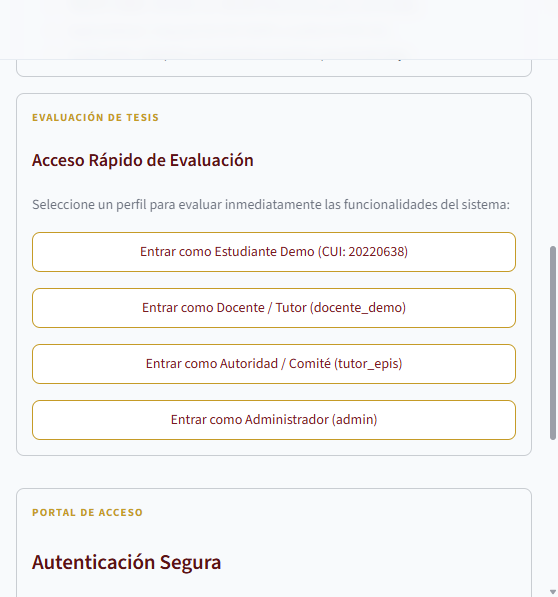 EVALUACIÓN DE TESIS
Acceso Rápido de Evaluación
Seleccione un perfil para evaluar inmediatamente las funcionalidades del sistema:
Entrar como Estudiante Demo (CUI: 20220638)
Entrar como Docente / Tutor (docente_demo)
Entrar como Autoridad / Comité (tutor_epis)
Entrar como Administrador (admin)
PORTAL DE ACCESO
Autenticación Segura